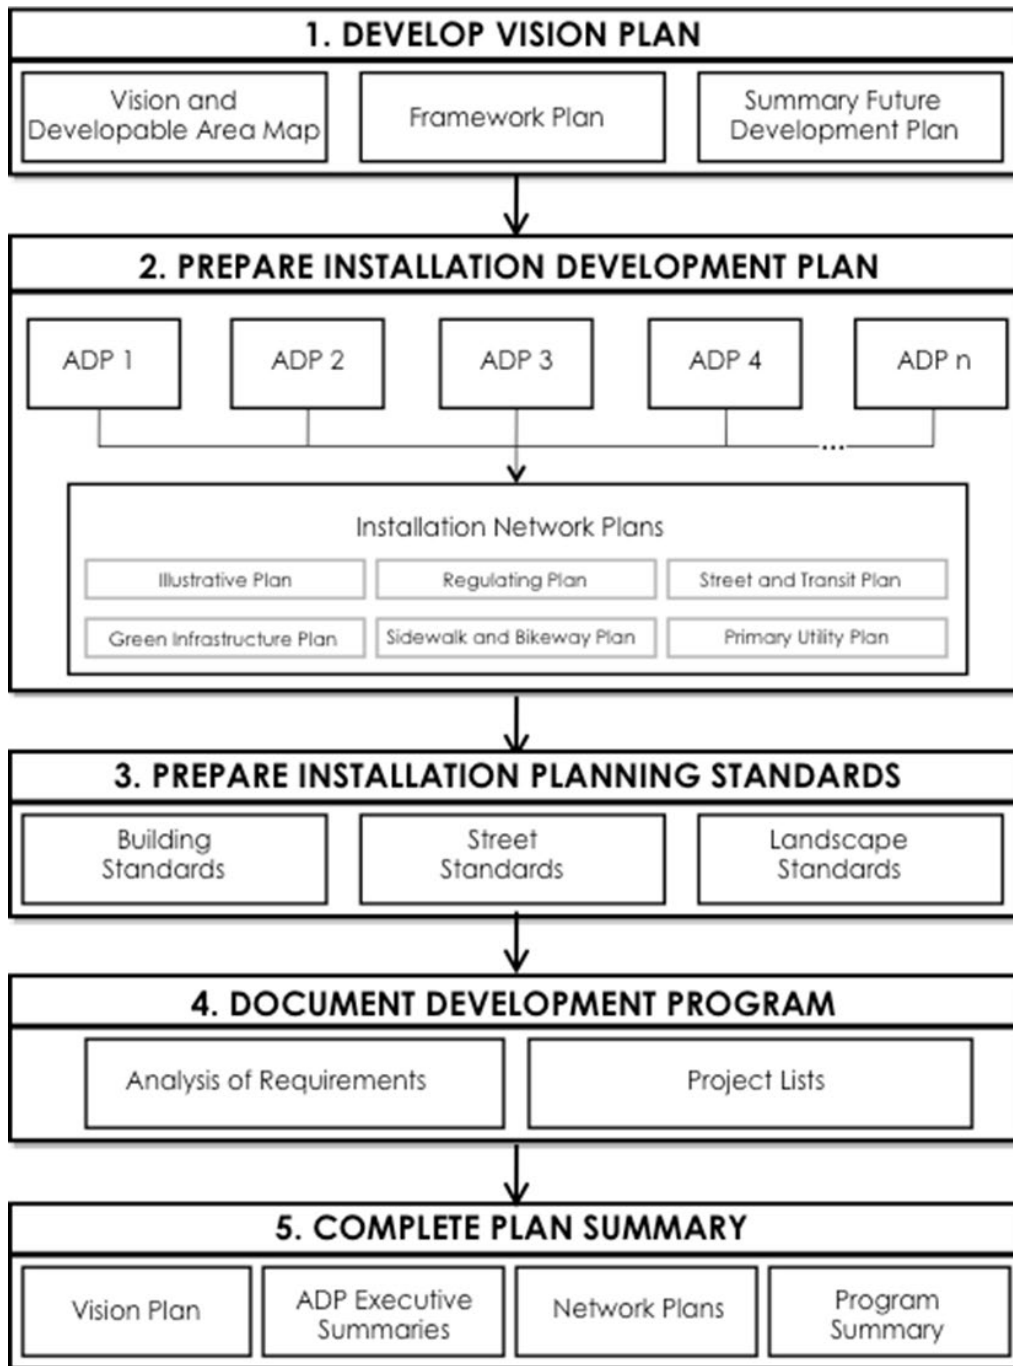 1. DEVELOP VISION PLAN
Vision and
Developable Area Map
Framework Plan
Summary Future
Development Plan
2. PREPARE INSTALLATION DEVELOPMENT PLAN
ADP 1
ADP 2
ADP 3
ADP 4
ADP n
...
Installation Network Plans
Illustrative Plan
Regulating Plan
Street and Transit Plan
Green Infrastructure Plan
Sidewalk and Bikeway Plan
Primary Utility Plan
3. PREPARE INSTALLATION PLANNING STANDARDS
Building
Standards
Street
Standards
Landscape
Standards
4. DOCUMENT DEVELOPMENT PROGRAM
Analysis of Requirements
Project Lists
5. COMPLETE PLAN SUMMARY
Vision Plan
ADP Executive
Summaries
Network Plans
Program
Summary